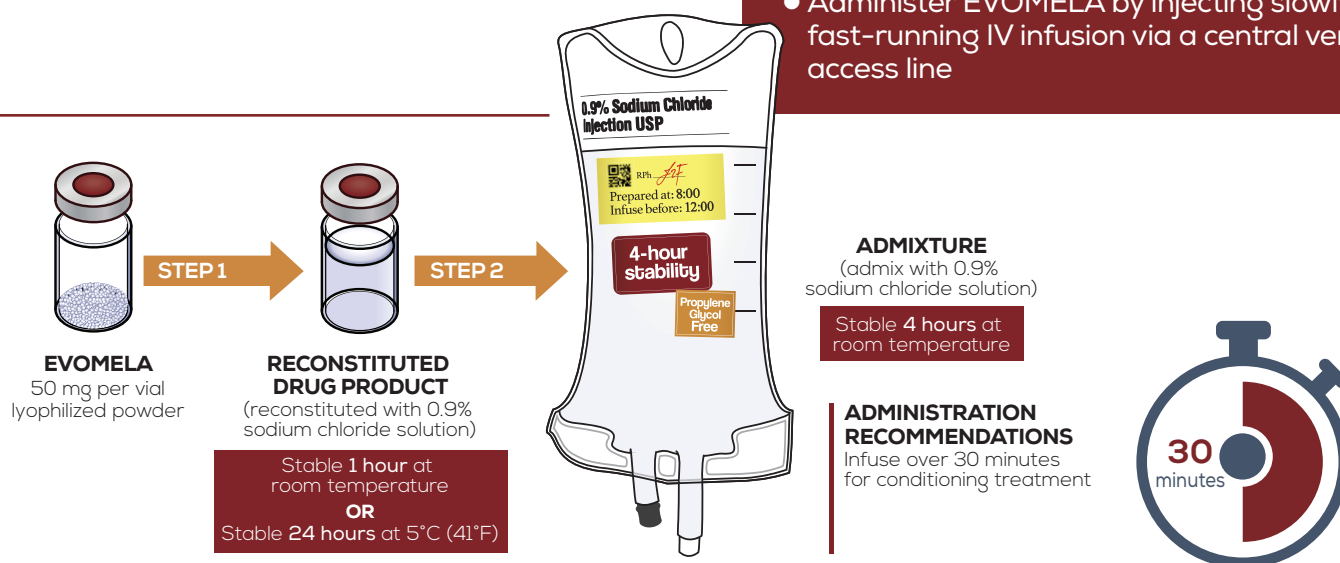 • Administer EVOMELA by injecting
fast-running IV infusion via a central
access line
0.9% Sodium Chloride
Injection USP
RPh
Prepared at: 8:00
Infuse before: 12:00
4-hour
stability
Propylene
Glycol
Free
STEP 1
STEP 2
EVOMELA
50 mg per vial
lyophilized powder
RECONSTITUTED
DRUG PRODUCT
(reconstituted with 0.9%
sodium chloride solution)
Stable 1 hour at
room temperature
OR
Stable 24 hours at 5°C (41°F)
ADMIXTURE
(admix with 0.9%
sodium chloride solution)
Stable 4 hours at
room temperature
ADMINISTRATION
RECOMMENDATIONS
Infuse over 30 minutes
for conditioning treatment
30
minutes